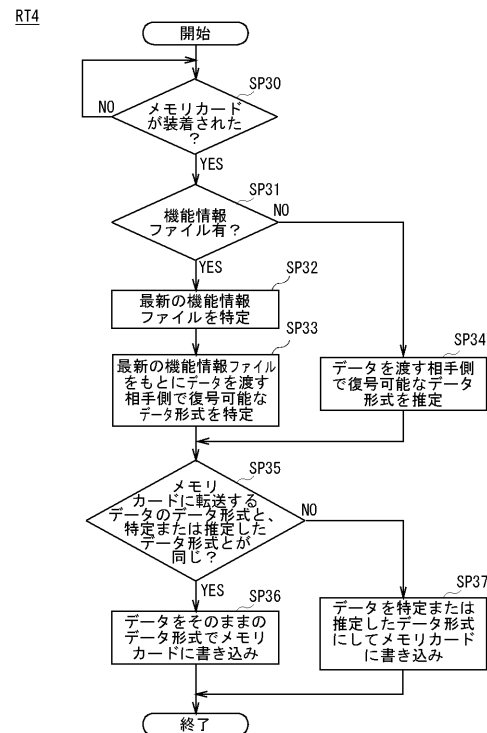 RT4
開始
SP30
メモリカード
が装着された
?
NO
YES
SP31
機能情報
ファイル有?
NO
YES
SP32
最新の機能情報
ファイルを特定
SP33
最新の機能情報ファイル
をもとにデータを渡す
相手側で復号可能な
データ形式を特定
SP34
データを渡す相手側
で復号可能なデータ
形式を推定
SP35
メモリ
カードに転送する
データのデータ形式と、
特定または推定した
データ形式とが
同じ?
NO
YES
SP36
データをそのままの
データ形式でメモリ
カードに書き込み
SP37
データを特定または
推定したデータ形式
にしてメモリカード
に書き込み
終了